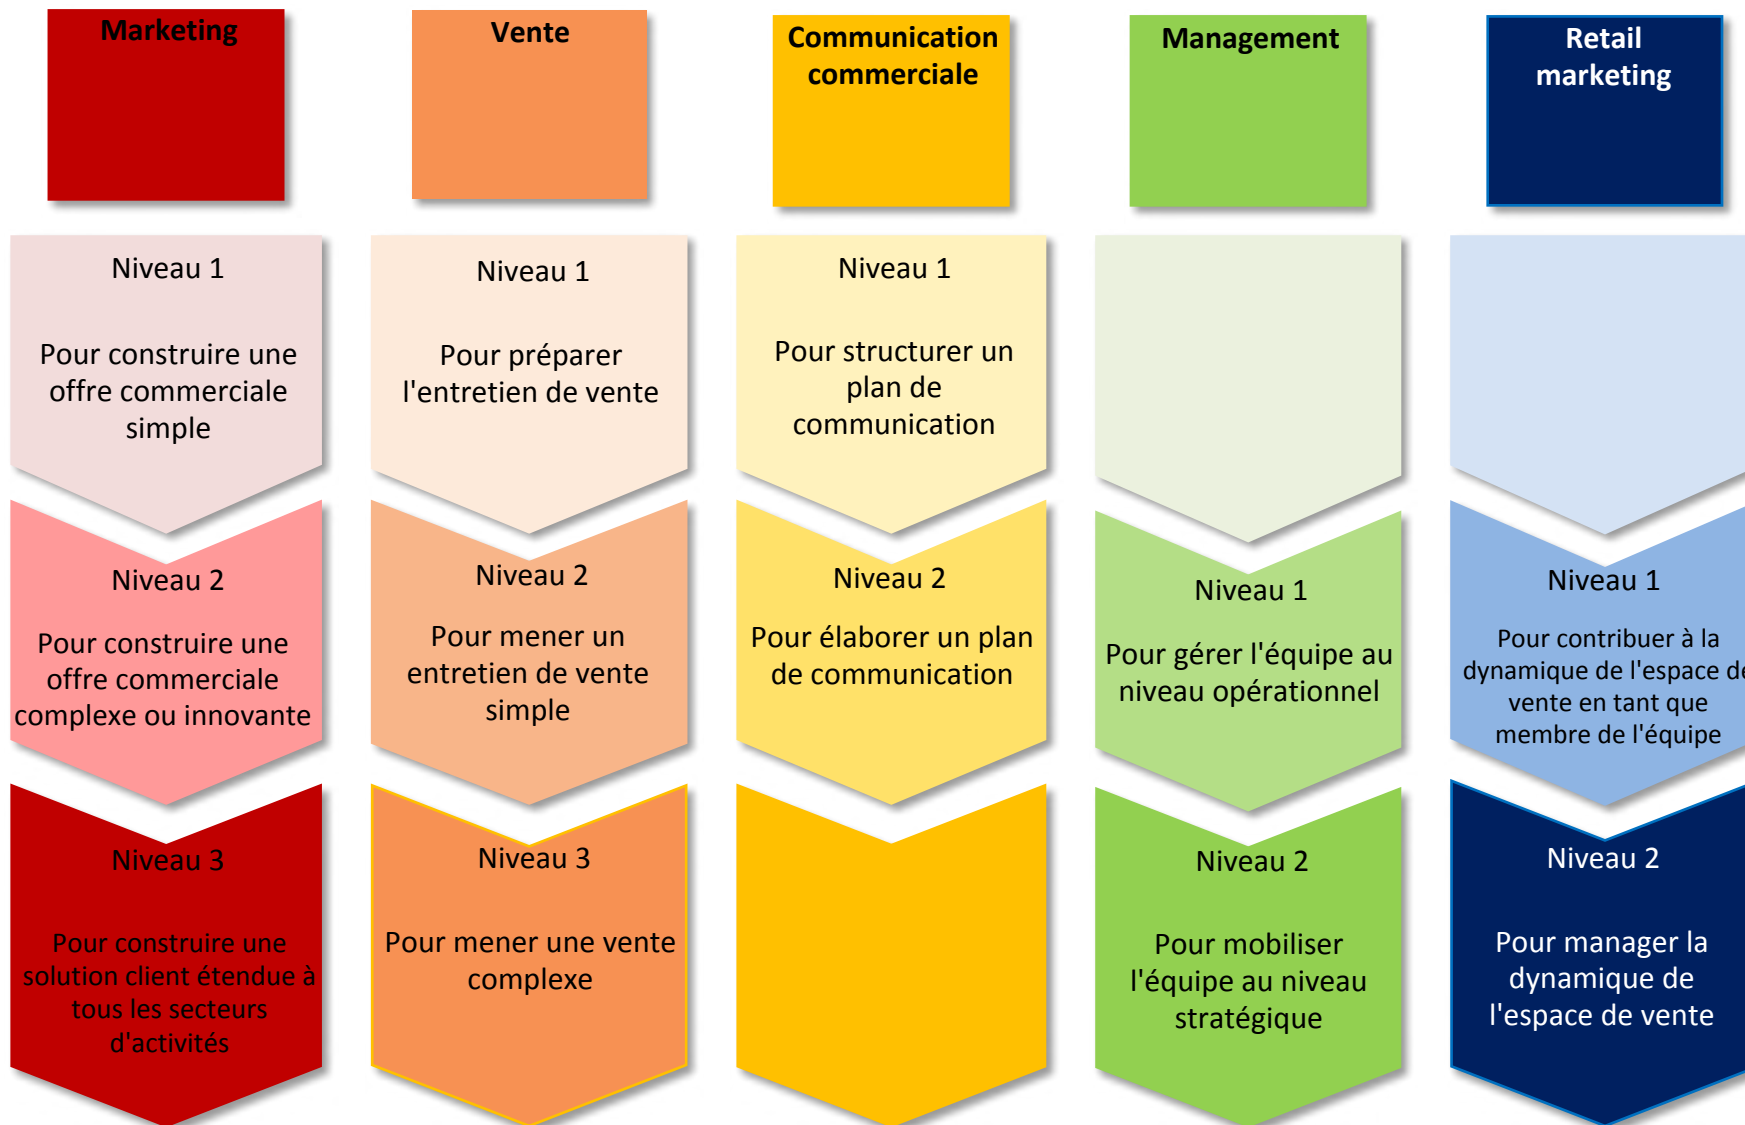 Marketing
Vente
Communication
commerciale
Management
Retail
marketing
Niveau 1
Pour construire une
offre commerciale
simple
Niveau 1
Pour préparer
l'entretien de vente
Niveau 1
Pour structurer un
plan de
communication
Niveau 2
Pour construire une
offre commerciale
complexe ou innovante
Niveau 2
Pour mener un
entretien de vente
simple
Niveau 2
Pour élaborer un plan
de communication
Niveau 1
Pour gérer l'équipe au
niveau opérationnel
Niveau 1
Pour contribuer à la
dynamique de l'espace de
vente en tant que
membre de l'équipe
Niveau 3
Pour construire une
solution client étendue à
tous les secteurs
d'activités
Niveau 3
Pour mener une vente
complexe
Niveau 2
Pour mobiliser
l'équipe au niveau
stratégique
Niveau 2
Pour manager la
dynamique de
l'espace de vente